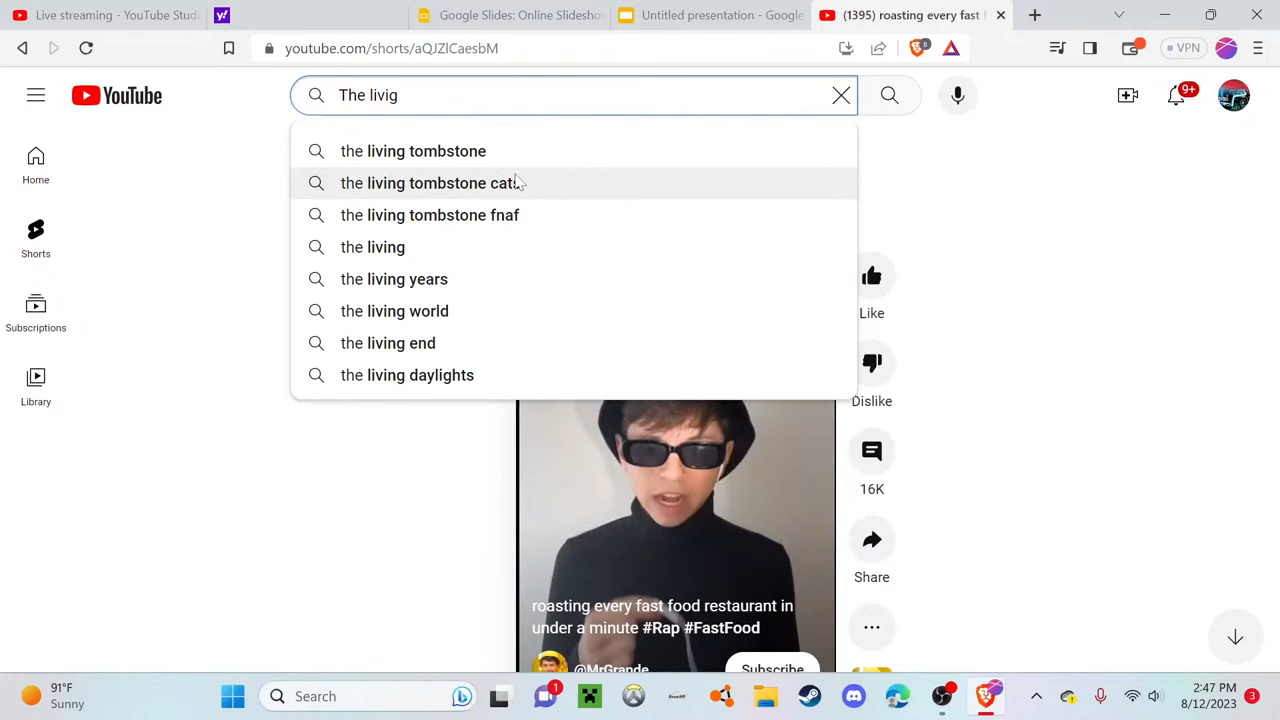 Live streaming - YouTube Studi
Google Slides: Online Slidesho
Untitled presentation - Google
(1395) roasting every fast f
youtube.com/shorts/aQJZlCaesbM
8
VPN
YouTube
The livig
9+
the living tombstone
the living tombstone cats
the living tombstone fnaf
the living
the living years
the living world
the living end
the living daylights
Home
Shorts
Subscriptions
Library
Like
Dislike
16K
Share
roasting every fast food restaurant in
under a minute #Rap #FastFood
@MrGrande
Subscribe
91°F
Sunny
Search
1
2:47 PM
8/12/2023
3